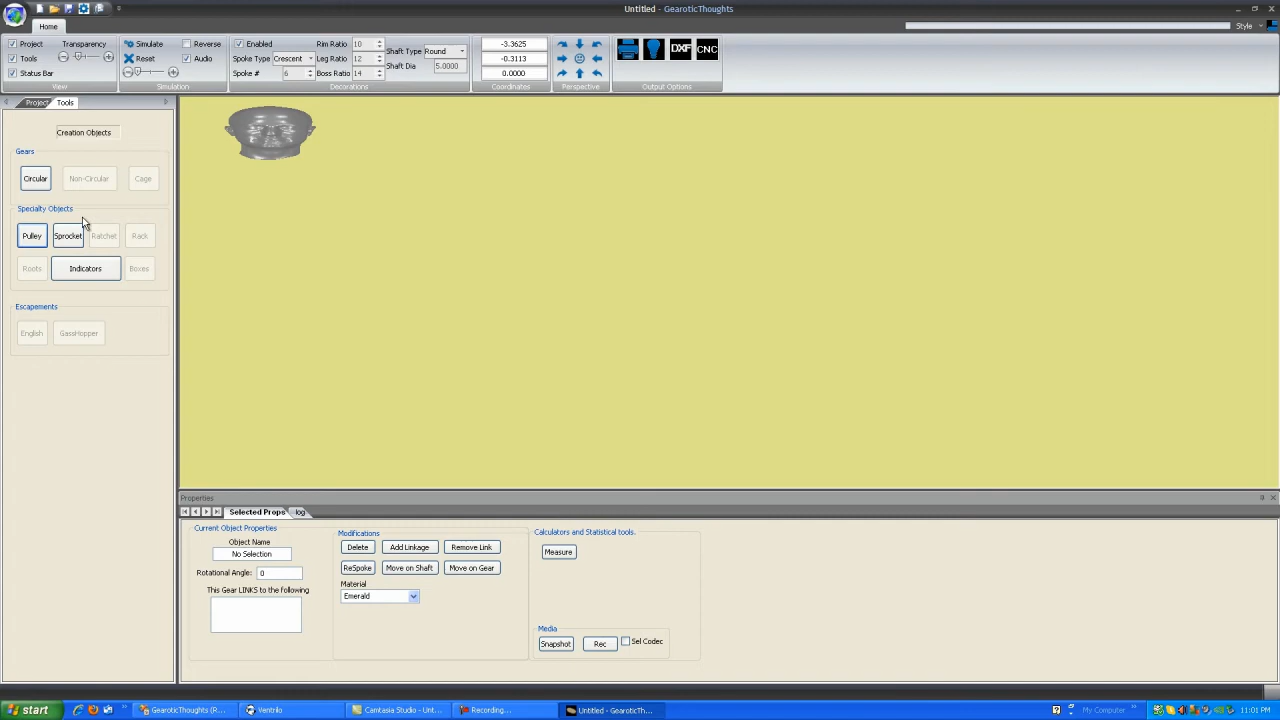 Untitled - GearoticThoughts
Home
Style
Project Transparency
Tools
Status Bar
View
Simulate Reverse
Reset Audio
Simulation
Enabled Rim Ratio 10
Spoke Type Crescent Leg Ratio 12
Spoke # 6 Boss Ratio 14
Shaft Type Round
Shaft Dia 5.0000
Decorations
-3.3625
-0.3113
0.0000
Coordinates
Perspective
DXF CNC
Output Options
Project Tools
Creation Objects
Gears
Circular Non-Circular Cage
Specialty Objects
Pulley Sprocket Ratchet Rack
Roots Indicators Boxes
Escapements
English GassHopper
Properties
Selected Props log
Current Object Properties
Object Name
No Selection
Rotational Angle: 0
This Gear LINKS to the following
Modifications
Delete Add Linkage Remove Link
ReSpoke Move on Shaft Move on Gear
Material
Emerald
Calculators and Statistical tools.
Measure
Media
Snapshot Rec Sel Codec
start GearoticThoughts (R... Ventrilo Camtasia Studio - Unt... Recording... Untitled - GearoticTh... My Computer 11:01 PM